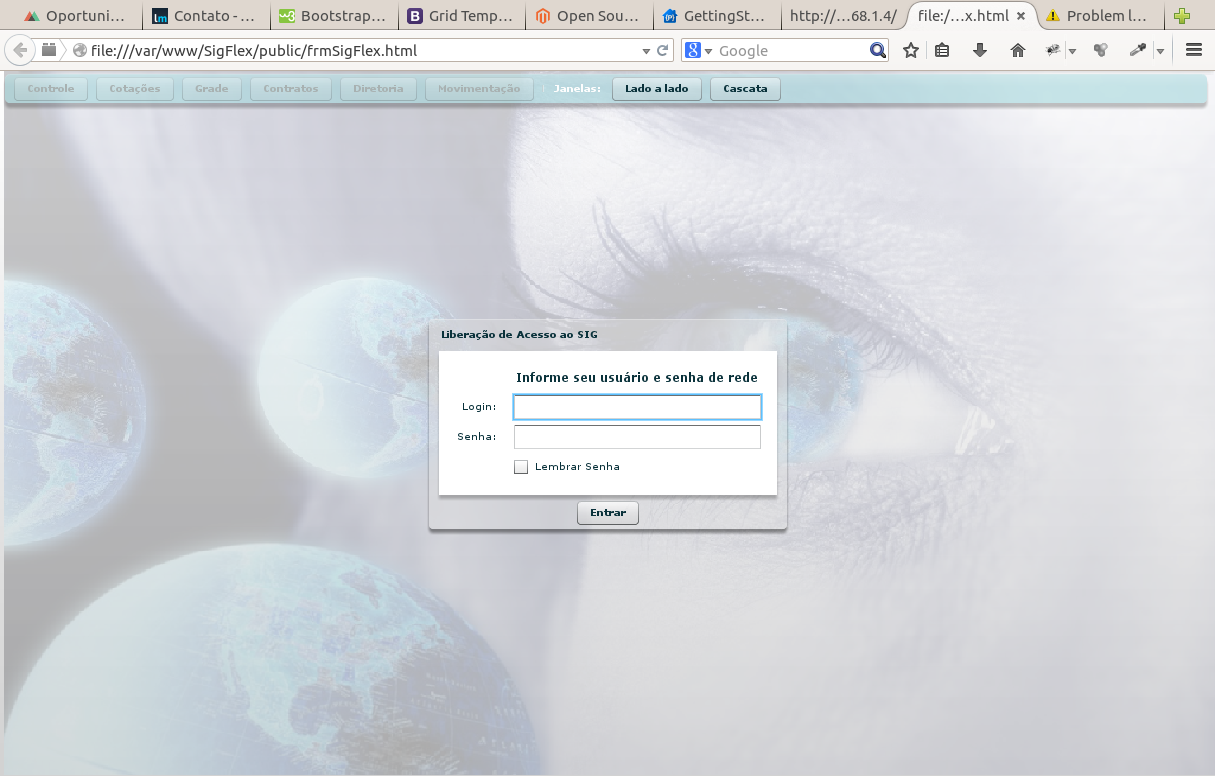 Oportuni... Contato - A... Bootstrap... Grid Temp... Open Sou... GettingSt... http://...68.1.4/ file:/...x.html Problem l...
file:///var/www/SigFlex/public/frmSigFlex.html Google
Controle Cotações Grade Contratos Diretoria Movimentação Janelas: Lado a lado Cascata
Liberação de Acesso ao SIG
Informe seu usuário e senha de rede
Login:
Senha:
Lembrar Senha
Entrar